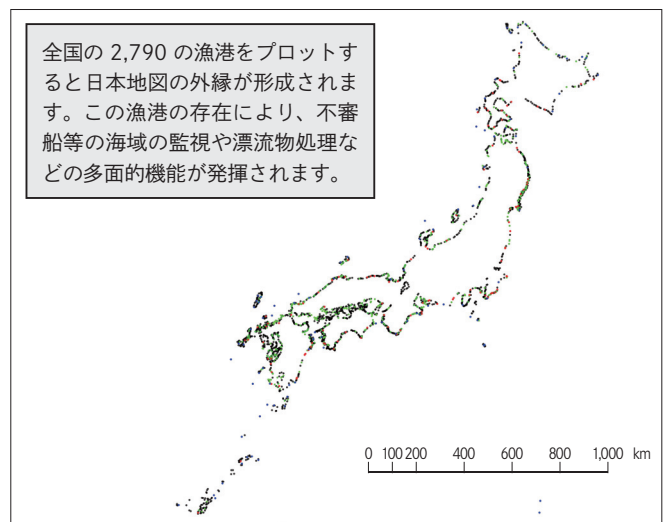 全国の 2,790 の漁港をプロットす
ると日本地図の外縁が形成されま
す。この漁港の存在により、不審
船等の海域の監視や漂流物処理な
どの多面的機能が発揮されます。
0 100 200 400 600 800 1,000 km